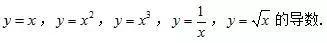 y = x，y = x²，y = x³，y = 1/x，y = √x 的导数.